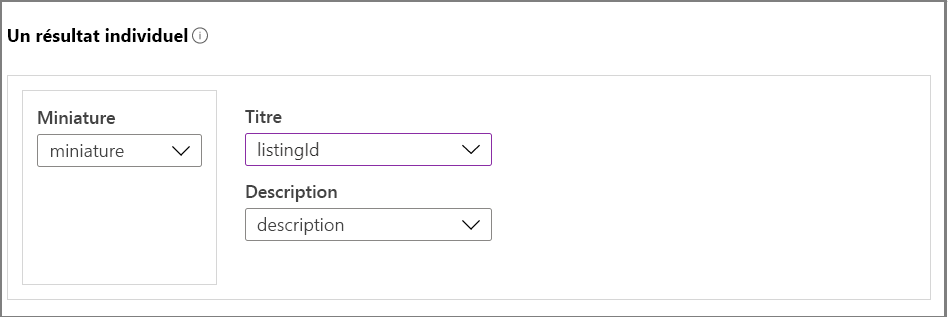 Un résultat individuel
Miniature
miniature
Titre
listingId
Description
description